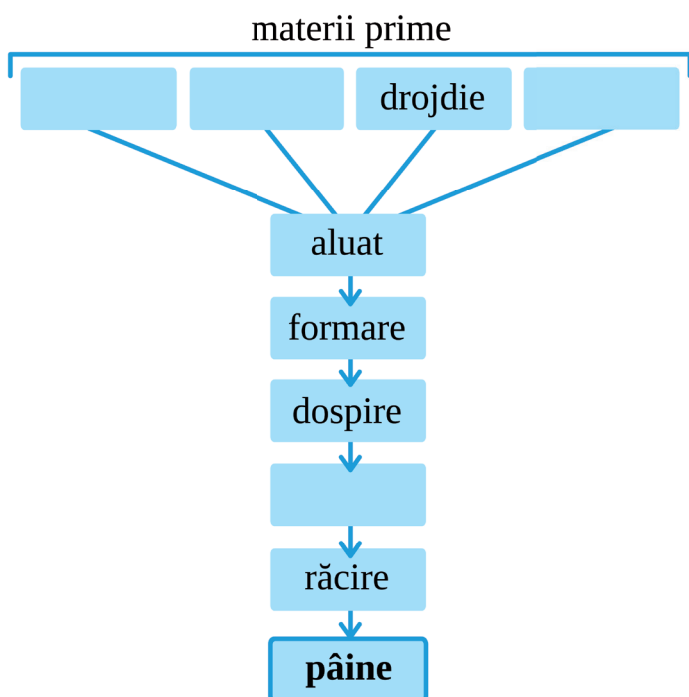 materii prime
drojdie
aluat
formare
dospire
răcire
pâine